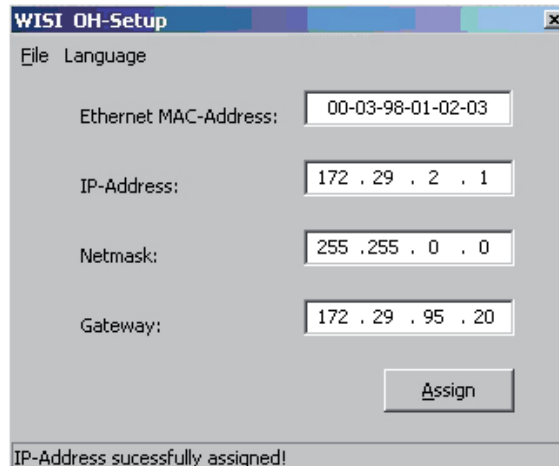 WISI OH-Setup
File Language
Ethernet MAC-Address: 00-03-98-01-02-03
IP-Address: 172 . 29 . 2 . 1
Netmask: 255 .255 . 0 . 0
Gateway: 172 . 29 . 95 . 20
Assign
IP-Address sucessfully assigned!